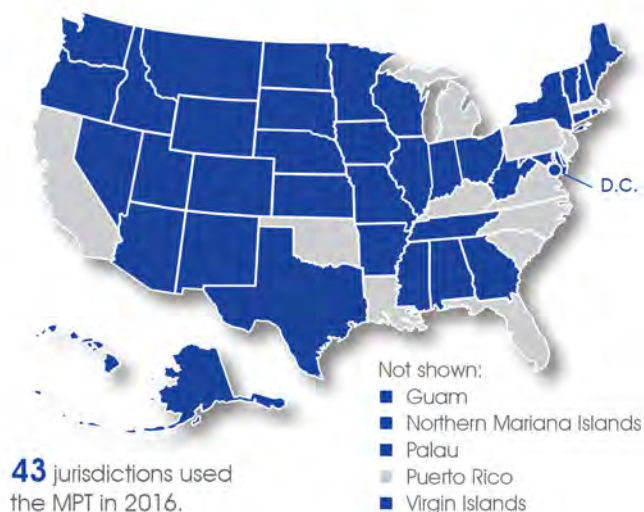 D.C.
Not shown:
Guam
Northern Mariana Islands
Palau
Puerto Rico
Virgin Islands
43 jurisdictions used
the MPT in 2016.